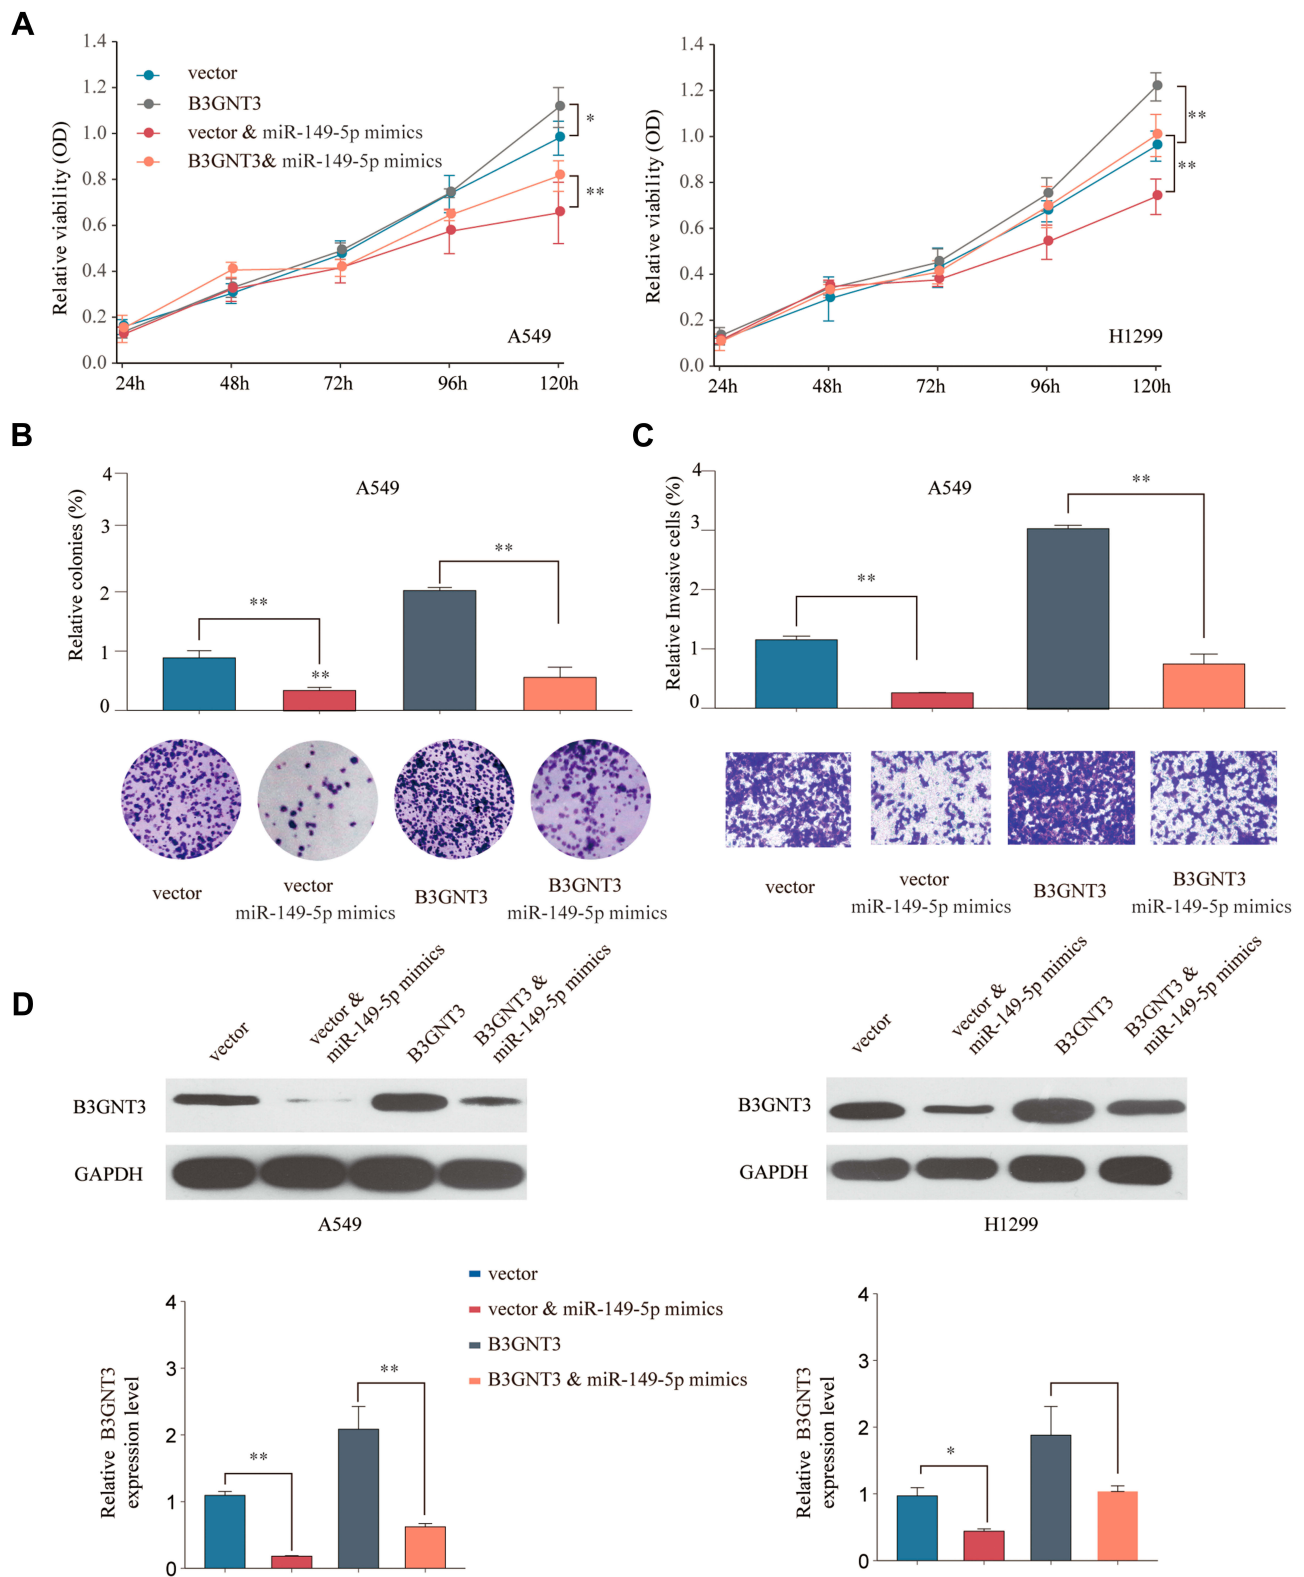 A
1.4
1.2
1.0
0.8
0.6
0.4
0.2
0.0
Relative viability (OD)
vector
B3GNT3
vector & miR-149-5p mimics
B3GNT3& miR-149-5p mimics
*
**
A549
24h 48h 72h 96h 120h
1.4
1.2
1.0
0.8
0.6
0.4
0.2
0.0
Relative viability (OD)
**
**
H1299
24h 48h 72h 96h 120h
B
4
3
2
1
0
Relative colonies (%)
A549
**
**
**
vector
vector
miR-149-5p mimics
B3GNT3
B3GNT3
miR-149-5p mimics
C
4
3
2
1
0
Relative Invasive cells (%)
A549
**
**
vector
vector
miR-149-5p mimics
B3GNT3
B3GNT3
miR-149-5p mimics
D
vector
vector &
miR-149-5p mimics
B3GNT3
B3GNT3 &
miR-149-5p mimics
B3GNT3
GAPDH
A549
vector
vector &
miR-149-5p mimics
B3GNT3
B3GNT3 &
miR-149-5p mimics
B3GNT3
GAPDH
H1299
4
3
2
1
0
Relative B3GNT3
expression level
**
**
vector
vector & miR-149-5p mimics
B3GNT3
B3GNT3 & miR-149-5p mimics
4
3
2
1
0
Relative B3GNT3
expression level
*